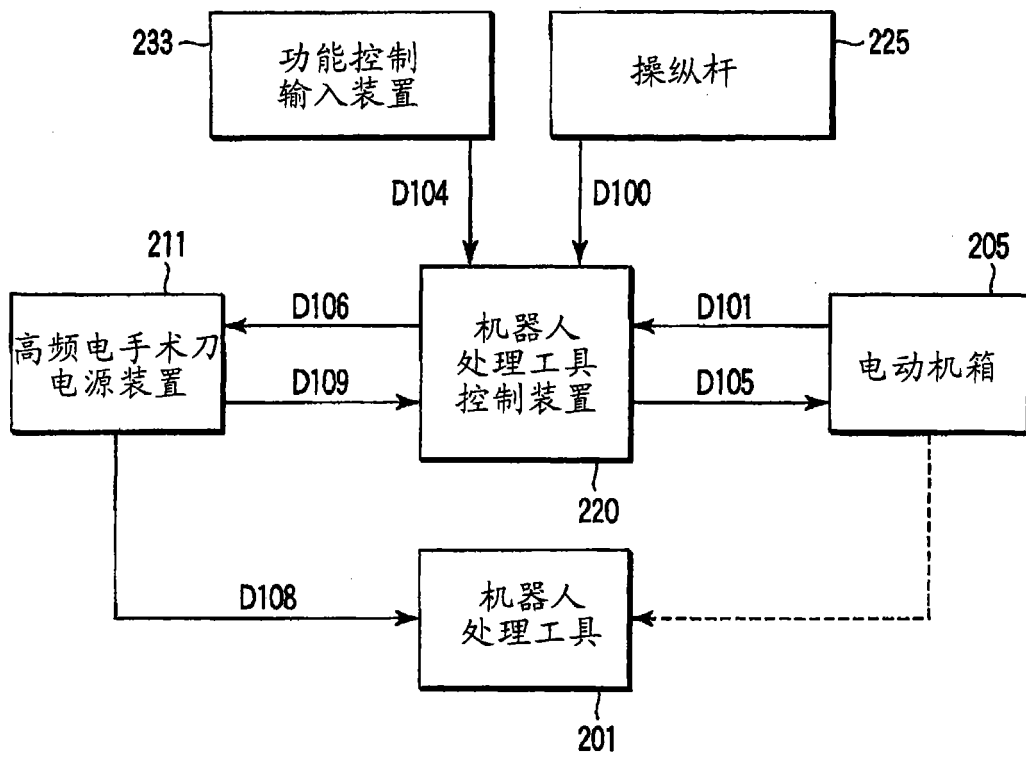 233
功能控制
输入装置
操纵杆
225
D104
D100
211
205
高频电手术刀
电源装置
D106
D109
机器人
处理工具
控制装置
D101
D105
电动机箱
220
D108
机器人
处理工具
201